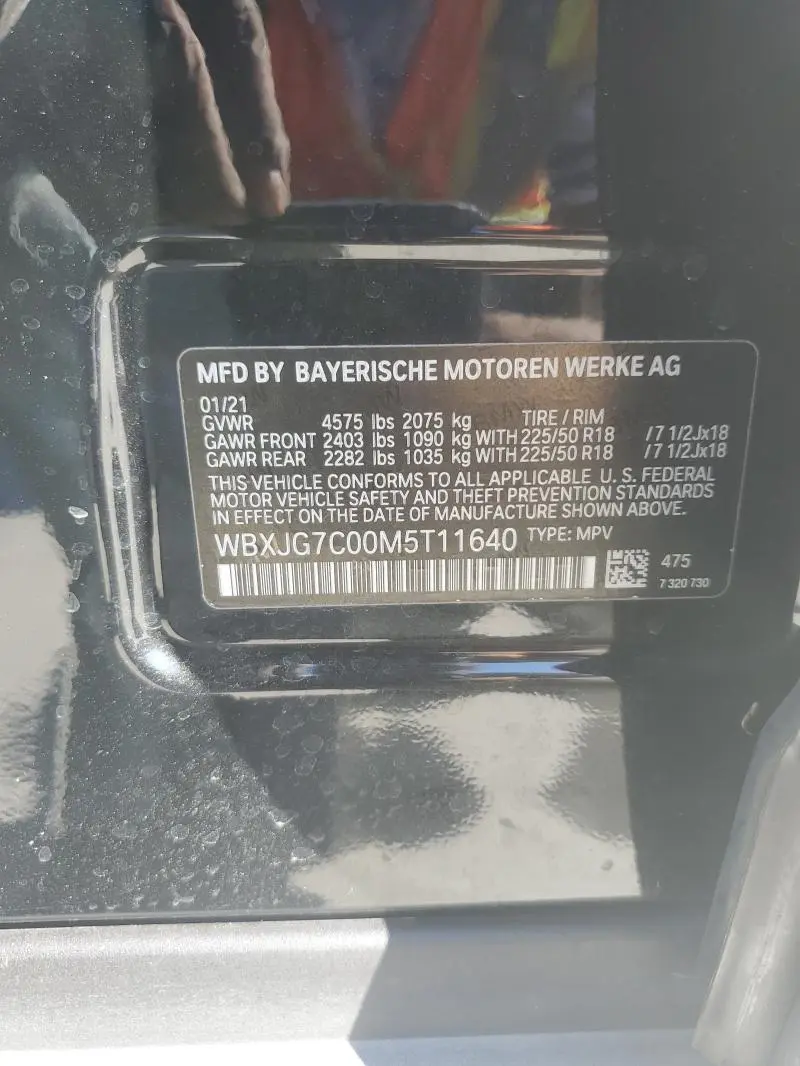 MFD BY BAYERISCHE MOTOREN WERKE AG
01/21
GVWR 4575 lbs 2075 kg TIRE / RIM
GAWR FRONT 2403 lbs 1090 kg WITH 225/50 R18 /7 1/2Jx18
GAWR REAR 2282 lbs 1035 kg WITH 225/50 R18 /7 1/2Jx18
THIS VEHICLE CONFORMS TO ALL APPLICABLE U. S. FEDERAL
MOTOR VEHICLE SAFETY AND THEFT PREVENTION STANDARDS
IN EFFECT ON THE DATE OF MANUFACTURE SHOWN ABOVE.
WBXJG7C00M5T11640 TYPE: MPV
475
7 320 730